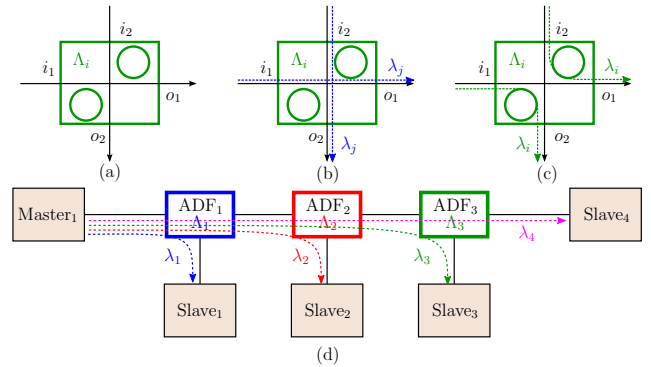 i₂
i₁ Λᵢ
o₁
o₂
(a)
i₂
i₁ Λᵢ λⱼ
o₁
o₂ λⱼ
(b)
i₂
i₁ Λᵢ λᵢ
o₁
λᵢ o₂
(c)
Master₁ ADF₁ ADF₂ ADF₃ Slave₄
Λ₁ Λ₂ Λ₃
λ₁ λ₂ λ₃ λ₄
Slave₁ Slave₂ Slave₃
(d)